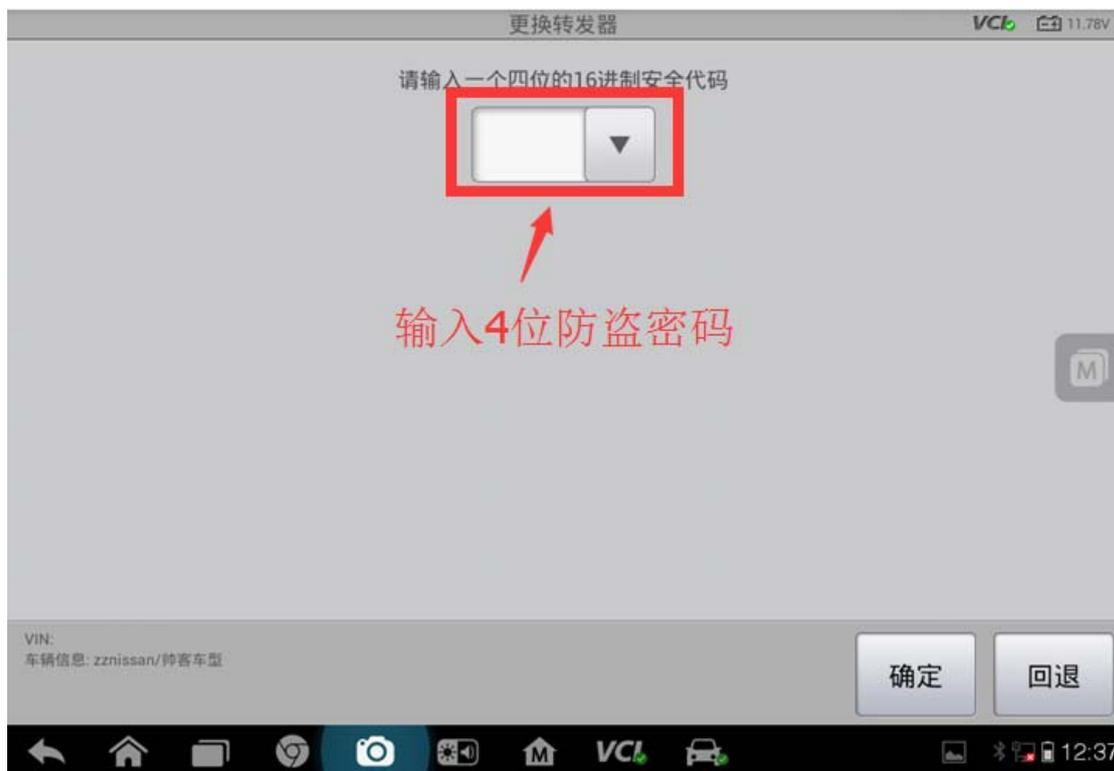 更换转发器
VCI 11.78V
请输入一个四位的16进制安全代码
输入4位防盗密码
M
VIN:
车辆信息: zznissan/帅客车型
确定
回退
M
VCI
12:37